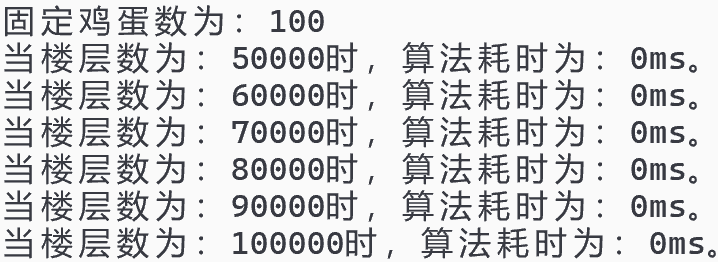 固定鸡蛋数为：100
当楼层数为：50000时，算法耗时为：0ms。
当楼层数为：60000时，算法耗时为：0ms。
当楼层数为：70000时，算法耗时为：0ms。
当楼层数为：80000时，算法耗时为：0ms。
当楼层数为：90000时，算法耗时为：0ms。
当楼层数为：100000时，算法耗时为：0ms。